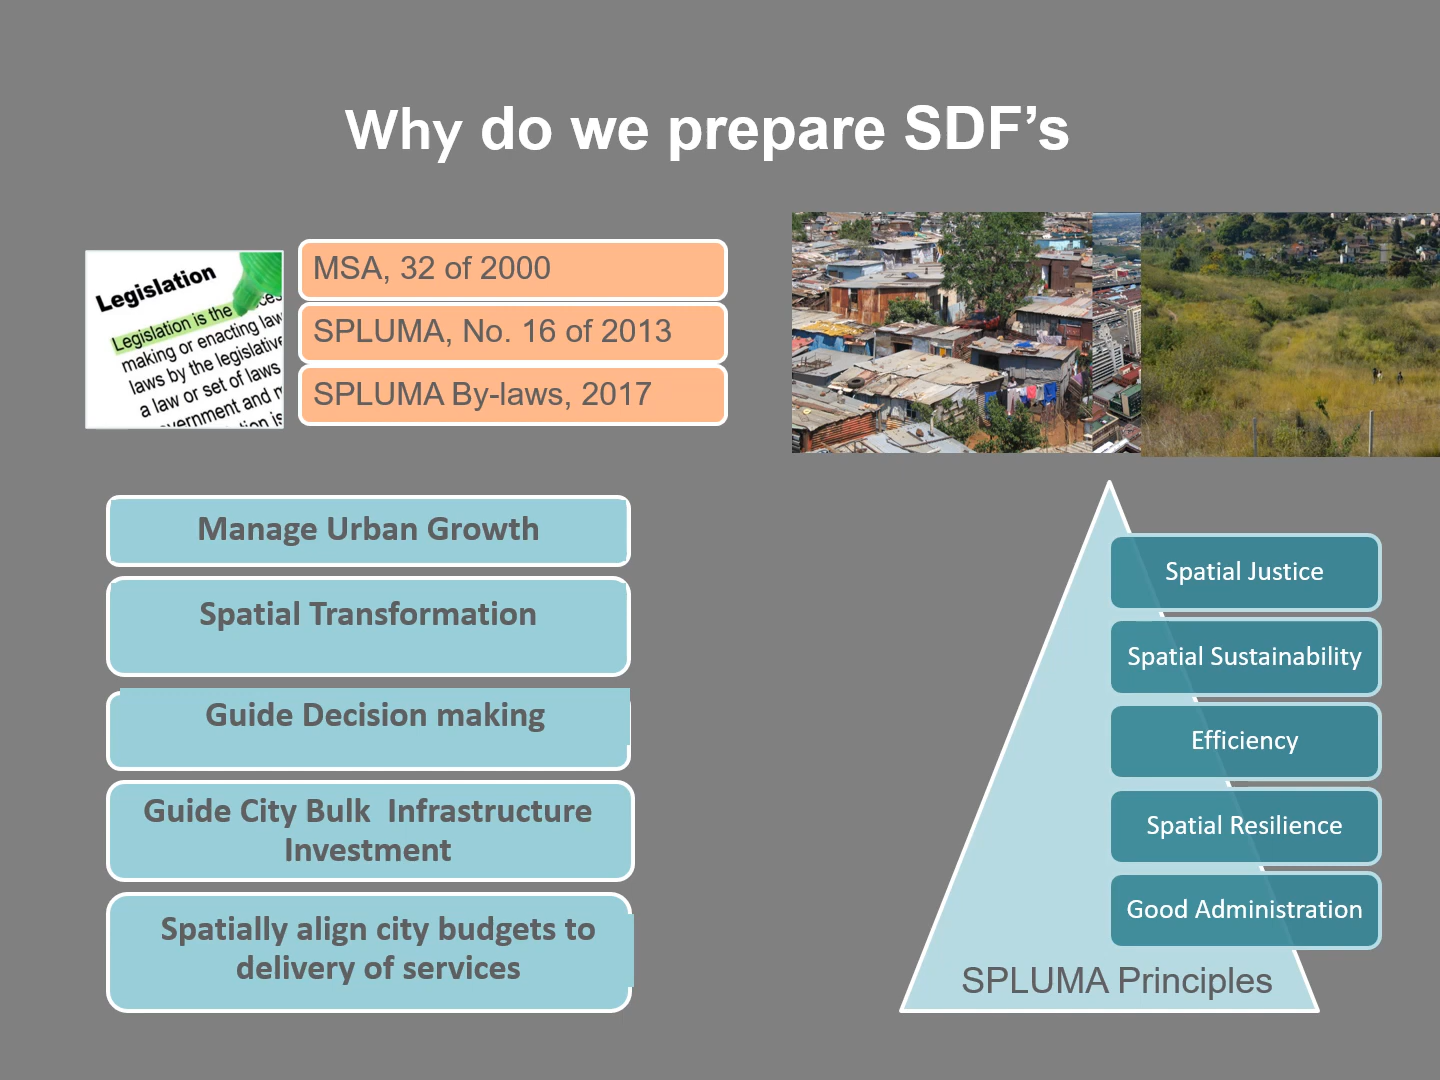 Why do we prepare SDF’s
Legislation
Legislation is the
making or enacting law
laws by the legislative
a law or set of laws
vernment and
MSA, 32 of 2000
SPLUMA, No. 16 of 2013
SPLUMA By-laws, 2017
Manage Urban Growth
Spatial Transformation
Guide Decision making
Guide City Bulk  Infrastructure
Investment
Spatially align city budgets to
delivery of services
Spatial Justice
Spatial Sustainability
Efficiency
Spatial Resilience
Good Administration
SPLUMA Principles